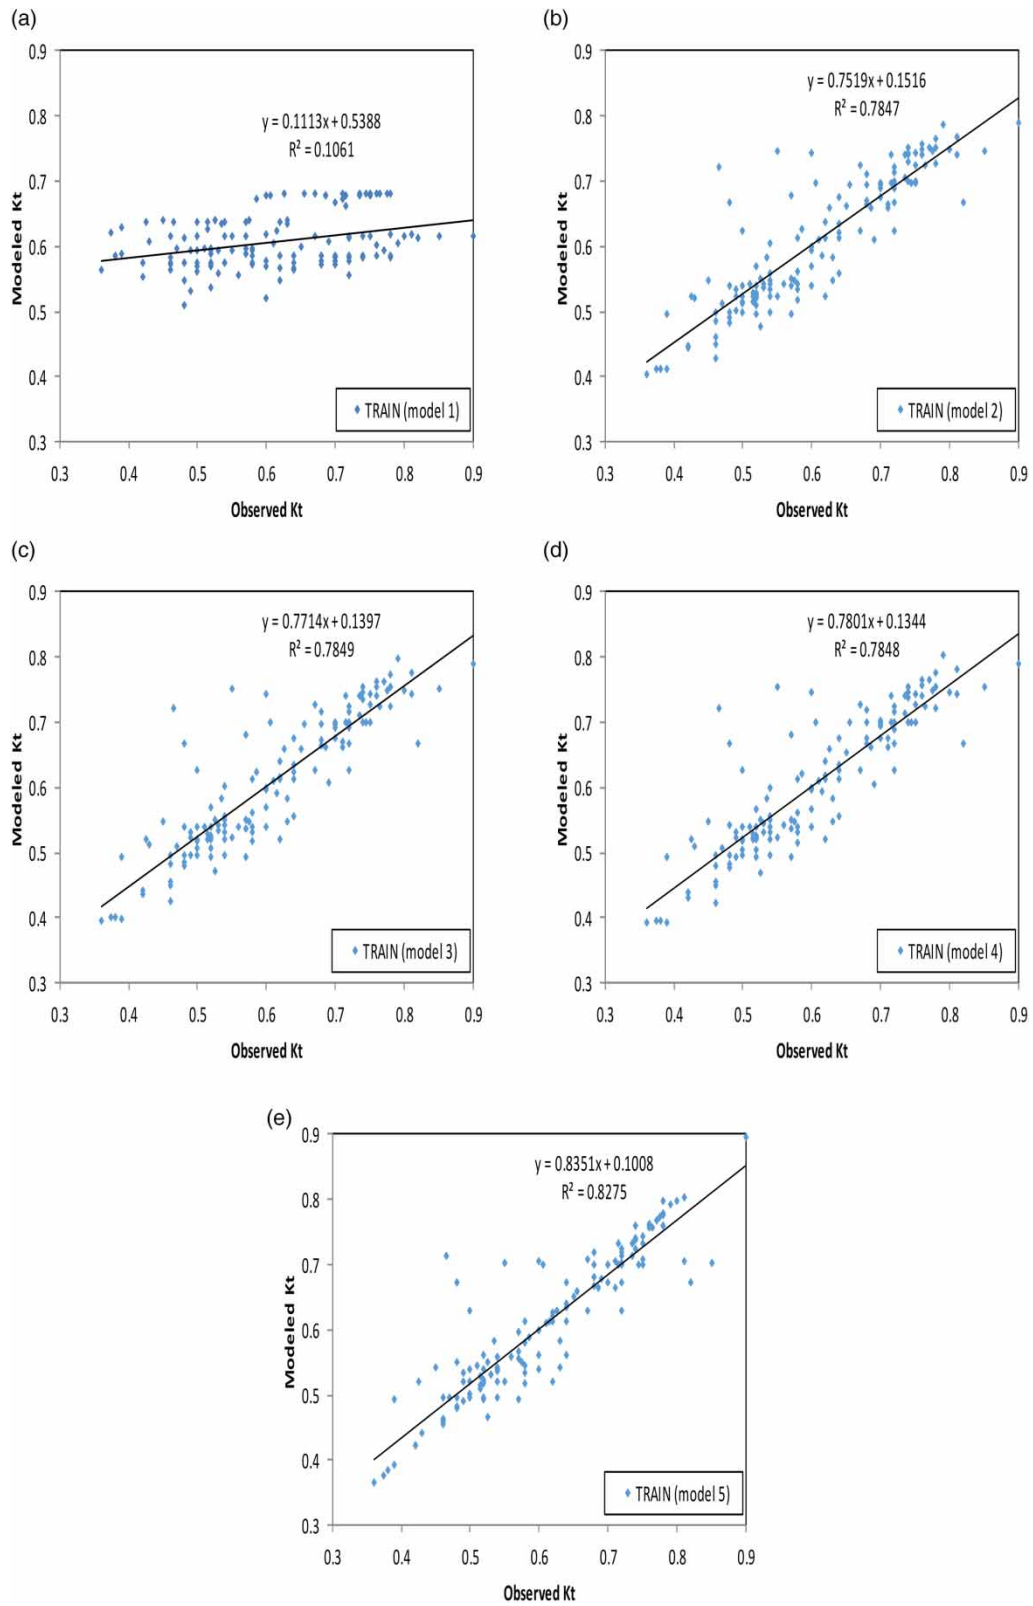 (a)
0.9
0.8
0.7
0.6
0.5
0.4
0.3
Modeled Kt
y = 0.1113x + 0.5388
R² = 0.1061
TRAIN (model 1)
0.3 0.4 0.5 0.6 0.7 0.8 0.9
Observed Kt
(b)
0.9
0.8
0.7
0.6
0.5
0.4
0.3
Modeled Kt
y = 0.7519x + 0.1516
R² = 0.7847
TRAIN (model 2)
0.3 0.4 0.5 0.6 0.7 0.8 0.9
Observed Kt
(c)
0.9
0.8
0.7
0.6
0.5
0.4
0.3
Modeled Kt
y = 0.7714x + 0.1397
R² = 0.7849
TRAIN (model 3)
0.3 0.4 0.5 0.6 0.7 0.8 0.9
Observed Kt
(d)
0.9
0.8
0.7
0.6
0.5
0.4
0.3
Modeled Kt
y = 0.7801x + 0.1344
R² = 0.7848
TRAIN (model 4)
0.3 0.4 0.5 0.6 0.7 0.8 0.9
Observed Kt
(e)
0.9
0.8
0.7
0.6
0.5
0.4
0.3
Modeled Kt
y = 0.8351x + 0.1008
R² = 0.8275
TRAIN (model 5)
0.3 0.4 0.5 0.6 0.7 0.8 0.9
Observed Kt